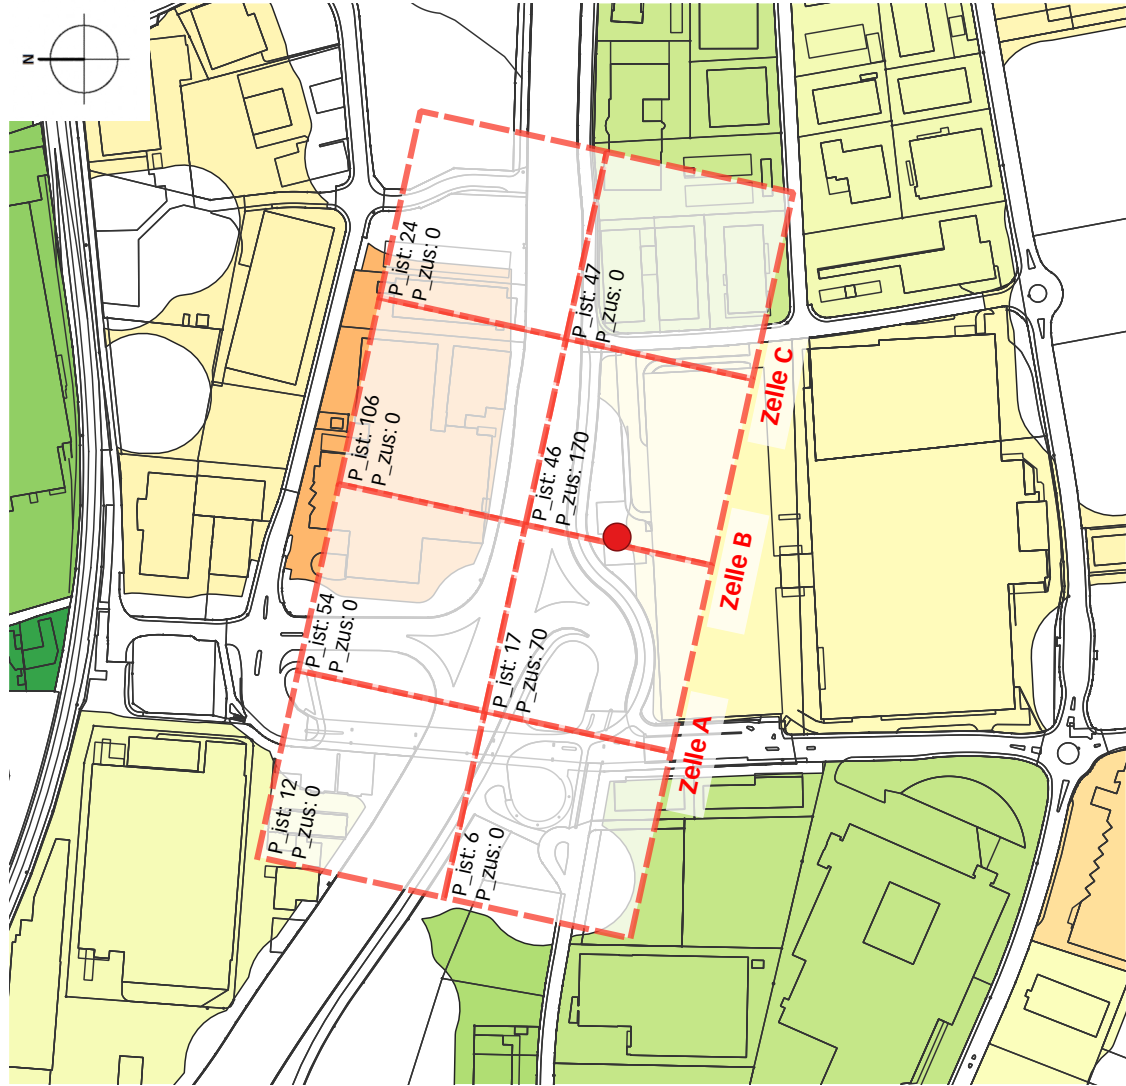 N
P_ist: 24
P_zus: 0
P_ist: 47
P_zus: 0
P_ist: 106
P_zus: 0
P_ist: 46
P_zus: 170
Zelle C
P_ist: 54
P_zus: 0
P_ist: 17
P_zus: 70
Zelle B
P_ist: 12
P_zus: 0
P_ist: 6
P_zus: 0
Zelle A